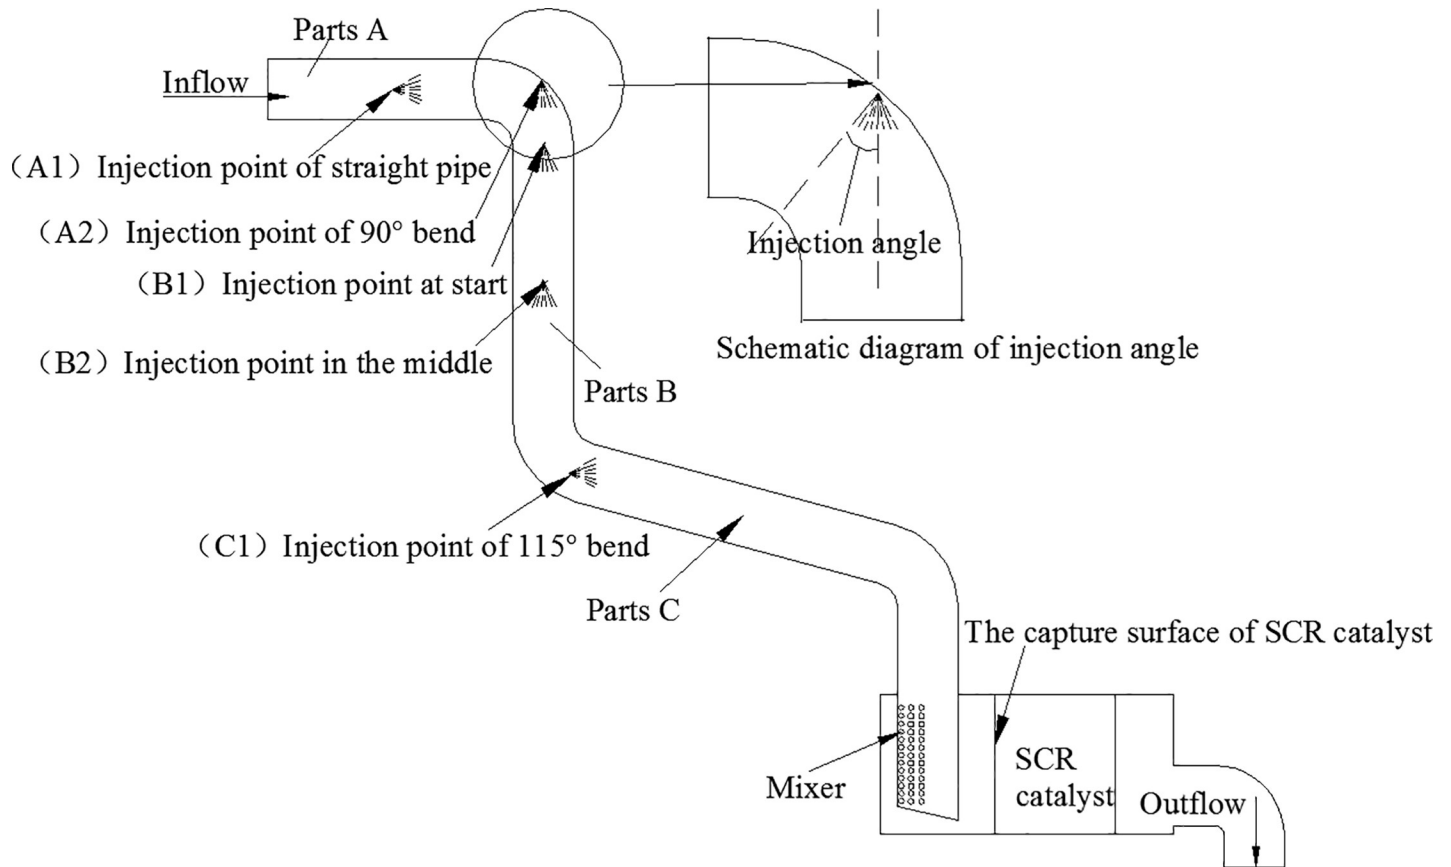 Parts A
Inflow
（A1）Injection point of straight pipe
（A2）Injection point of 90° bend
（B1）Injection point at start
（B2）Injection point in the middle
Parts B
Injection angle
Schematic diagram of injection angle
（C1）Injection point of 115° bend
Parts C
The capture surface of SCR catalyst
Mixer
SCR
catalyst
Outflow